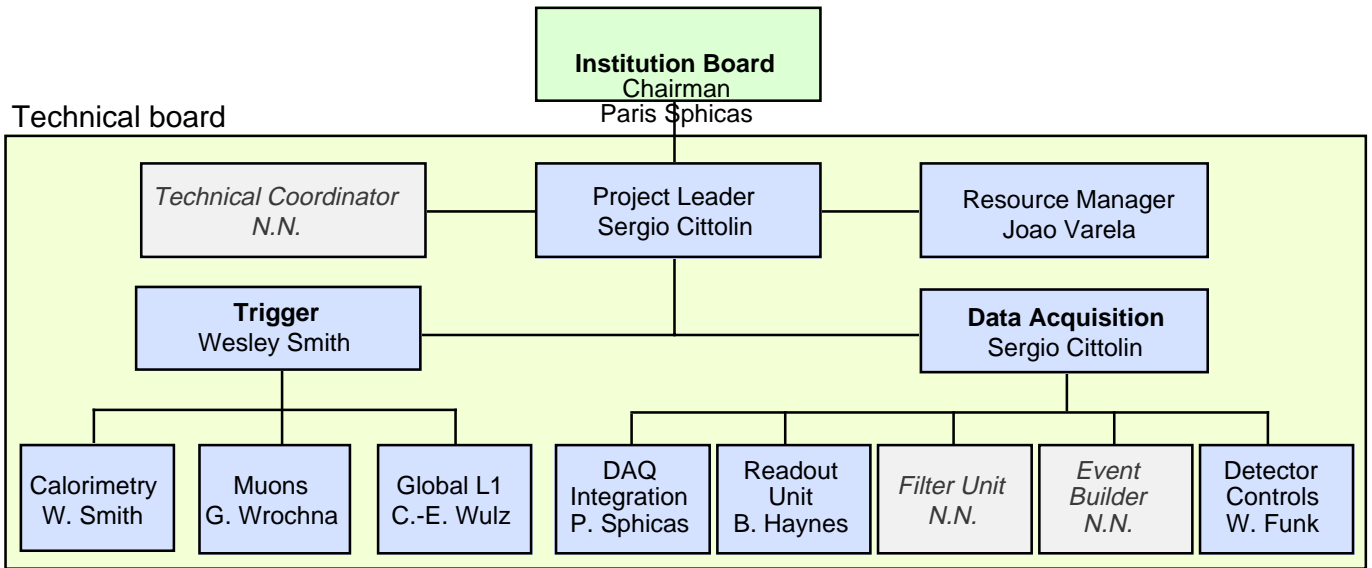 Institution Board
Chairman
Paris Sphicas
Technical board
Technical Coordinator
N.N.
Project Leader
Sergio Cittolin
Resource Manager
Joao Varela
Trigger
Wesley Smith
Data Acquisition
Sergio Cittolin
Calorimetry
W. Smith
Muons
G. Wrochna
Global L1
C.-E. Wulz
DAQ
Integration
P. Sphicas
Readout
Unit
B. Haynes
Filter Unit
N.N.
Event
Builder
N.N.
Detector
Controls
W. Funk